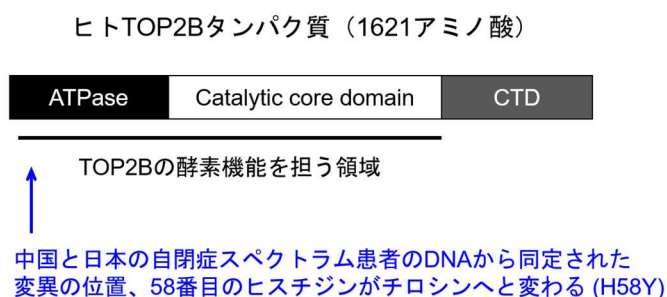 ヒトTOP2Bタンパク質（1621アミノ酸）
ATPase Catalytic core domain CTD
TOP2Bの酵素機能を担う領域
中国と日本の自閉症スペクトラム患者のDNAから同定された
変異の位置、58番目のヒスチジンがチロシンへと変わる (H58Y)